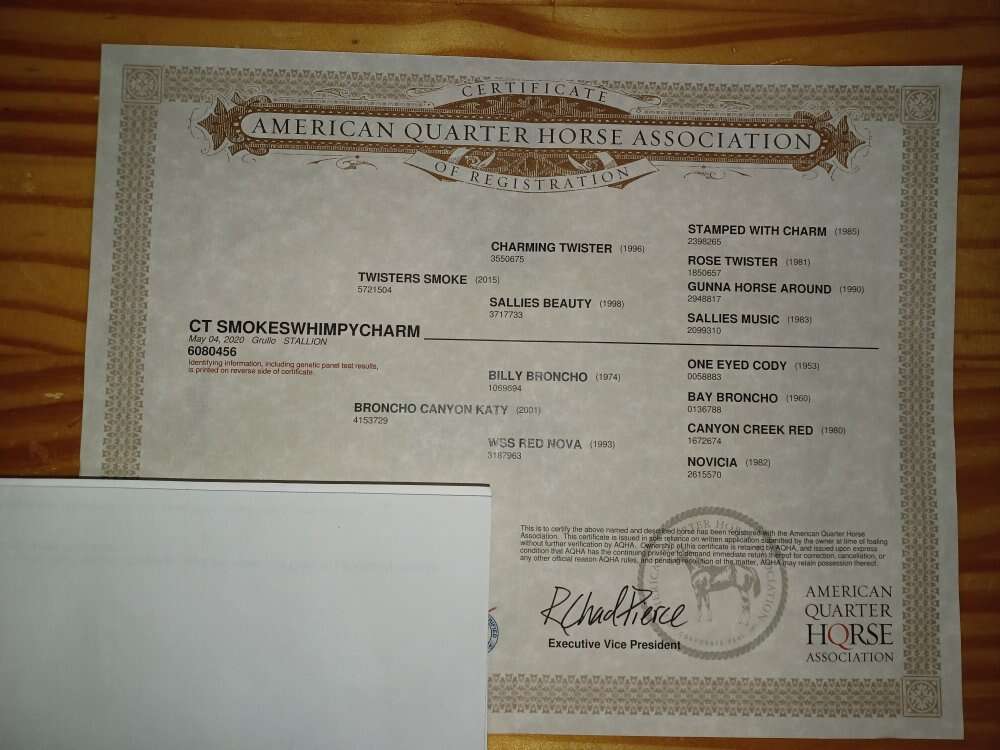 CERTIFICATE
AMERICAN QUARTER HORSE ASSOCIATION
OF REGISTRATION
STAMPED WITH CHARM (1985)
2398265
CHARMING TWISTER (1996)
3550675
ROSE TWISTER (1981)
1850657
TWISTERS SMOKE (2015)
5721504
GUNNA HORSE AROUND (1990)
2948817
SALLIES BEAUTY (1998)
3717733
SALLIES MUSIC (1983)
2099310
CT SMOKESWHIMPYCHARM
May 04, 2020 Grullo STALLION
6080456
Identifying information, including genetic panel test results,
is printed on reverse side of certificate.
ONE EYED CODY (1953)
0058883
BILLY BRONCHO (1974)
1069694
BAY BRONCHO (1960)
0136788
BRONCHO CANYON KATY (2001)
4153729
CANYON CREEK RED (1980)
1672674
WSS RED NOVA (1993)
3187963
NOVICIA (1982)
2615570
This is to certify the above named and described horse has been registered with the American Quarter Horse
Association. This certificate is issued in sole reliance on written application submitted by the owner at time of foaling
without further verification by AQHA. Ownership of this certificate is retained by AQHA, and issued upon express
condition that AQHA has the continuing privilege to demand immediate return thereof for correction, cancellation, or
any other official reason AQHA rules, and pending resolution of the matter, AQHA may retain possession thereof.
R Chad Pierce
Executive Vice President
AMERICAN
QUARTER
HORSE
ASSOCIATION